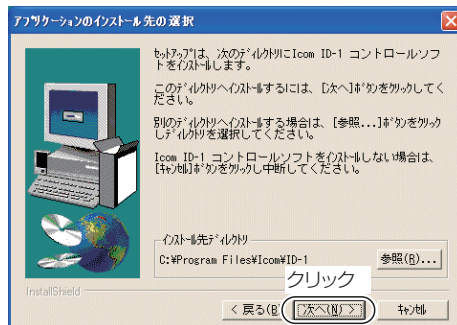 アプリケーションのインストール先の選択
セットアップは、次のディレクトリにIcom ID-1 コントロールソフ
トをインストールします。
このディレクトリへインストールするには、[次へ]ボタンをクリックしてく
ださい。
別のディレクトリへインストールする場合は、[参照...]ボタンをクリック
しディレクトリを選択してください。
Icom ID-1 コントロールソフトをインストールしない場合は、
[キャンセル]ボタンをクリックし中断してください。
インストール先ディレクトリ
C:¥Program Files¥Icom¥ID-1
参照(R)...
クリック
InstallShield
< 戻る(B
次へ(N) >
キャンセル